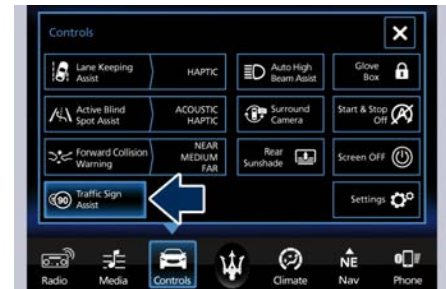 Controls
Lane Keeping
Assist
HAPTIC
Auto High
Beam Assist
Glove
Box
Active Blind
Spot Assist
ACOUSTIC
HAPTIC
Surround
Camera
Start & Stop
Off
Forward Collision
Warning
NEAR
MEDIUM
FAR
Rear
Sunshade
Screen OFF
90
Traffic Sign
Assist
Settings
Radio
Media
Controls
Climate
NE
Nav
Phone